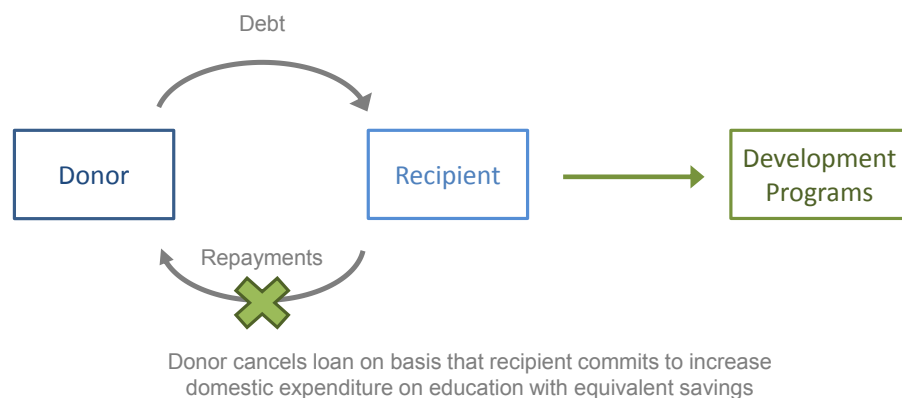 Debt
Donor
Recipient
Development
Programs
Repayments
Donor cancels loan on basis that recipient commits to increase
domestic expenditure on education with equivalent savings